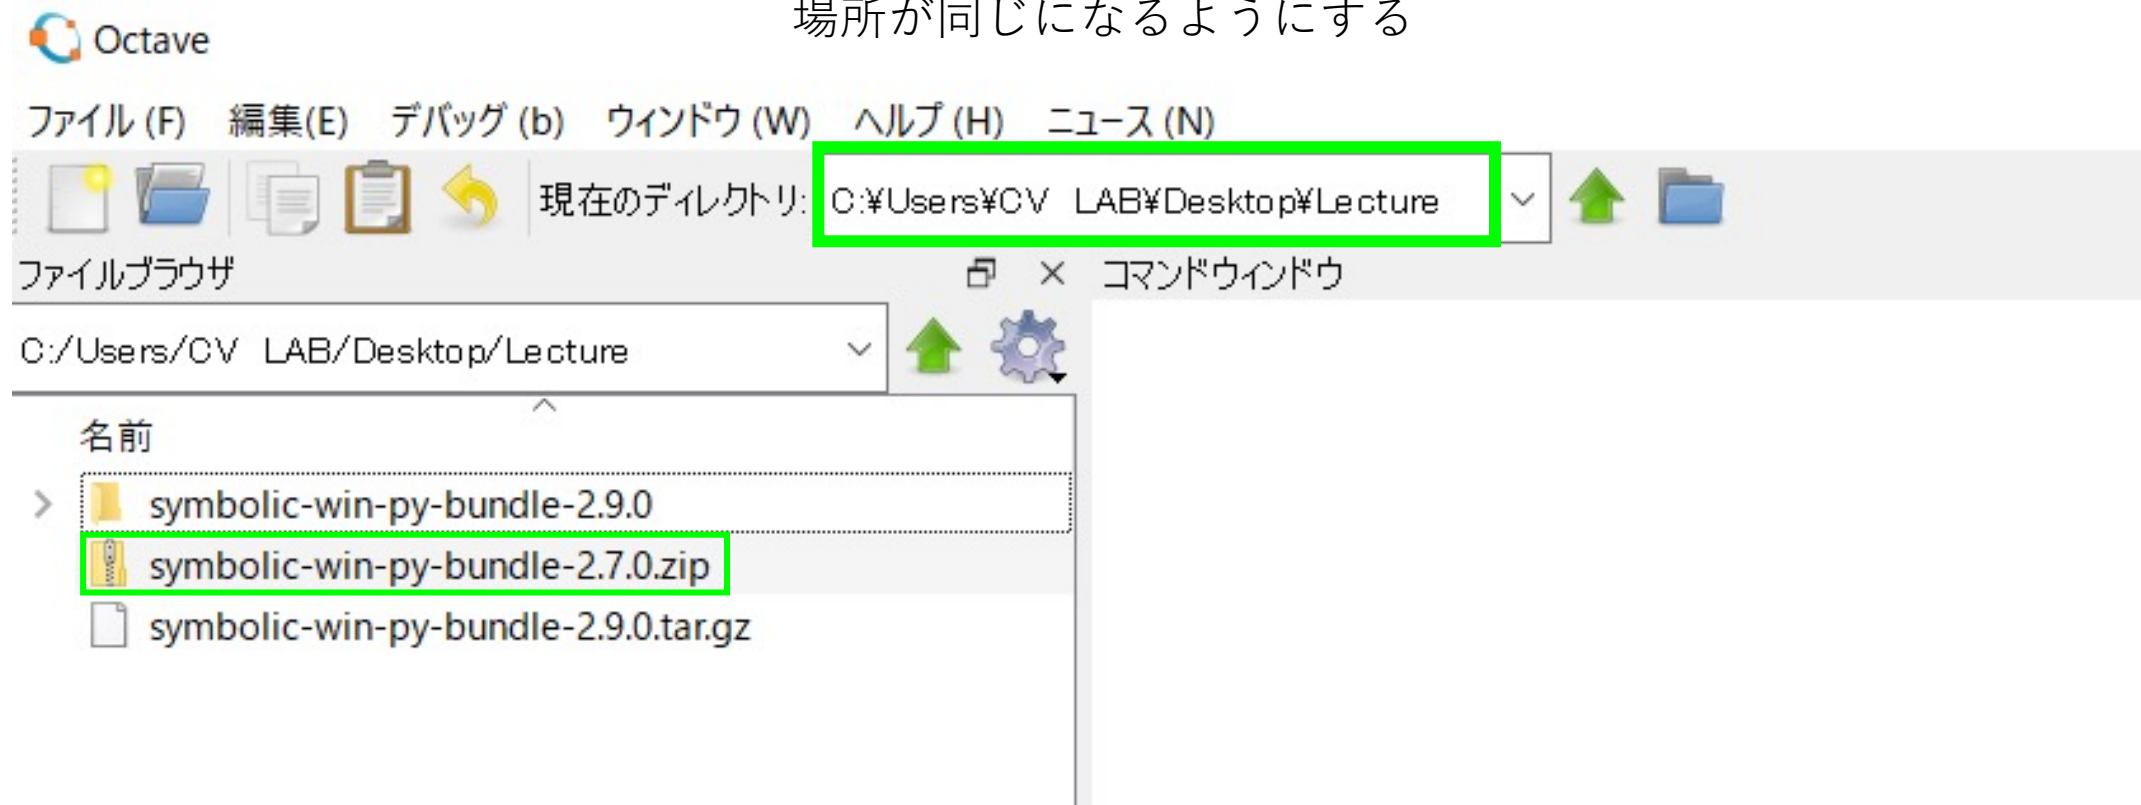 場所が同じになるようにする
Octave
ファイル (F) 編集(E) デバッグ (b) ウィンドウ (W) ヘルプ (H) ニュース (N)
現在のディレクトリ: C:¥Users¥CV LAB¥Desktop¥Lecture
ファイルブラウザ
コマンドウィンドウ
C:/Users/CV LAB/Desktop/Lecture
名前
symbolic-win-py-bundle-2.9.0
symbolic-win-py-bundle-2.7.0.zip
symbolic-win-py-bundle-2.9.0.tar.gz